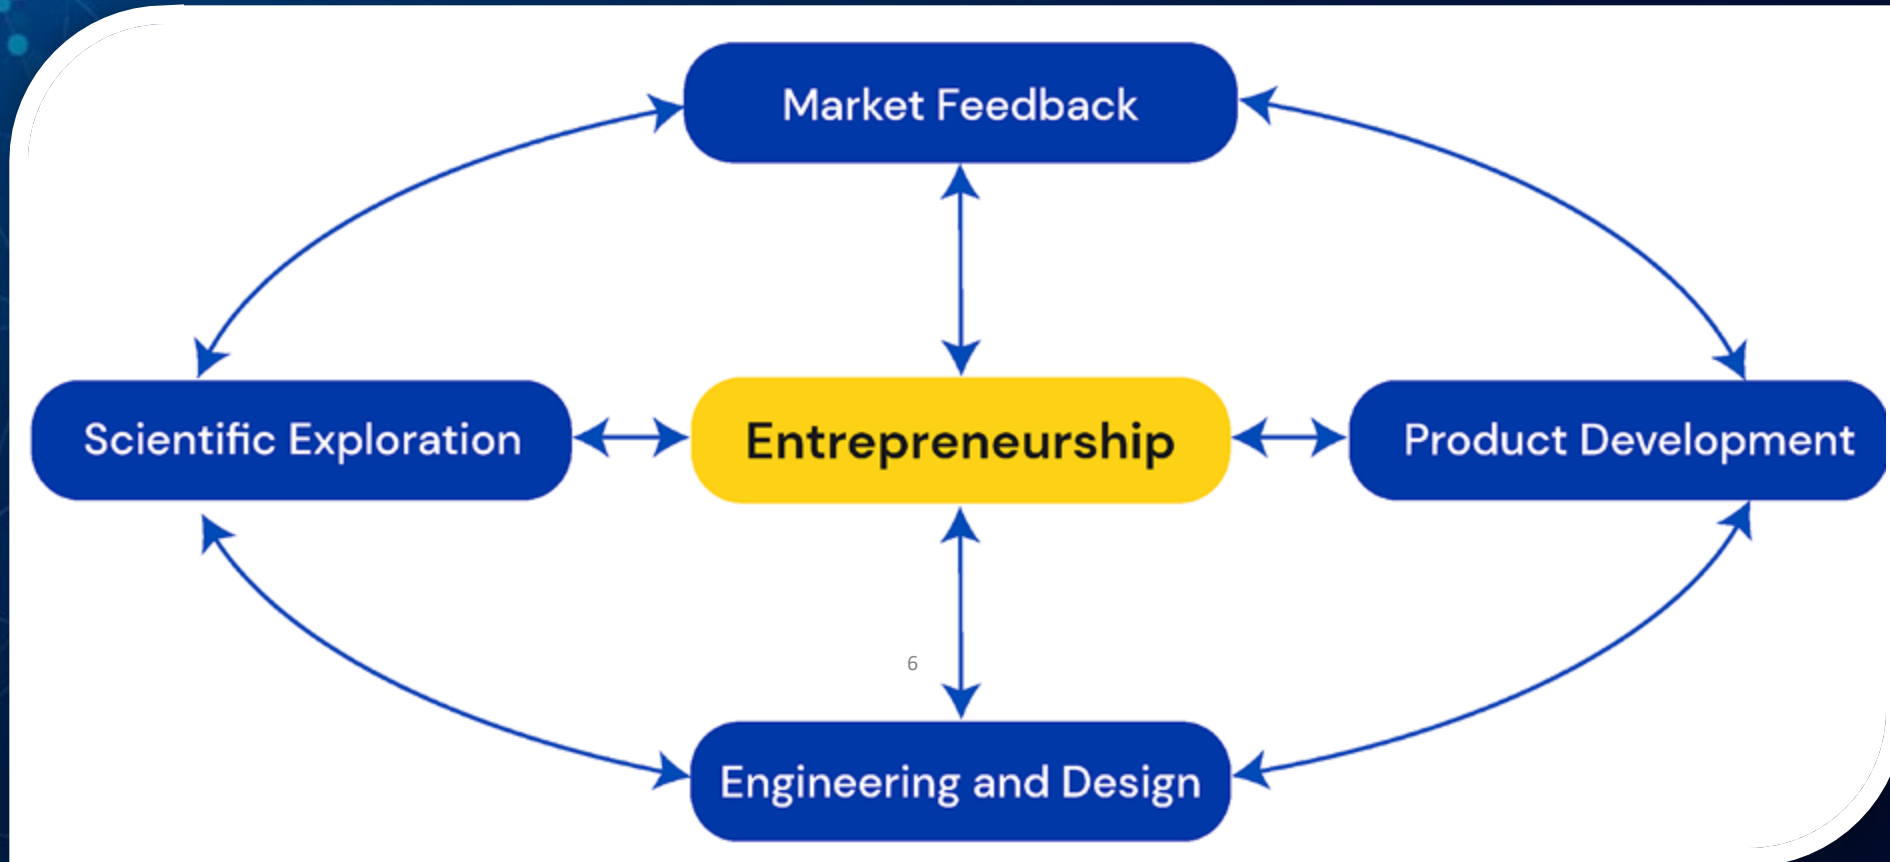 Market Feedback
Scientific Exploration
Entrepreneurship
Product Development
6
Engineering and Design